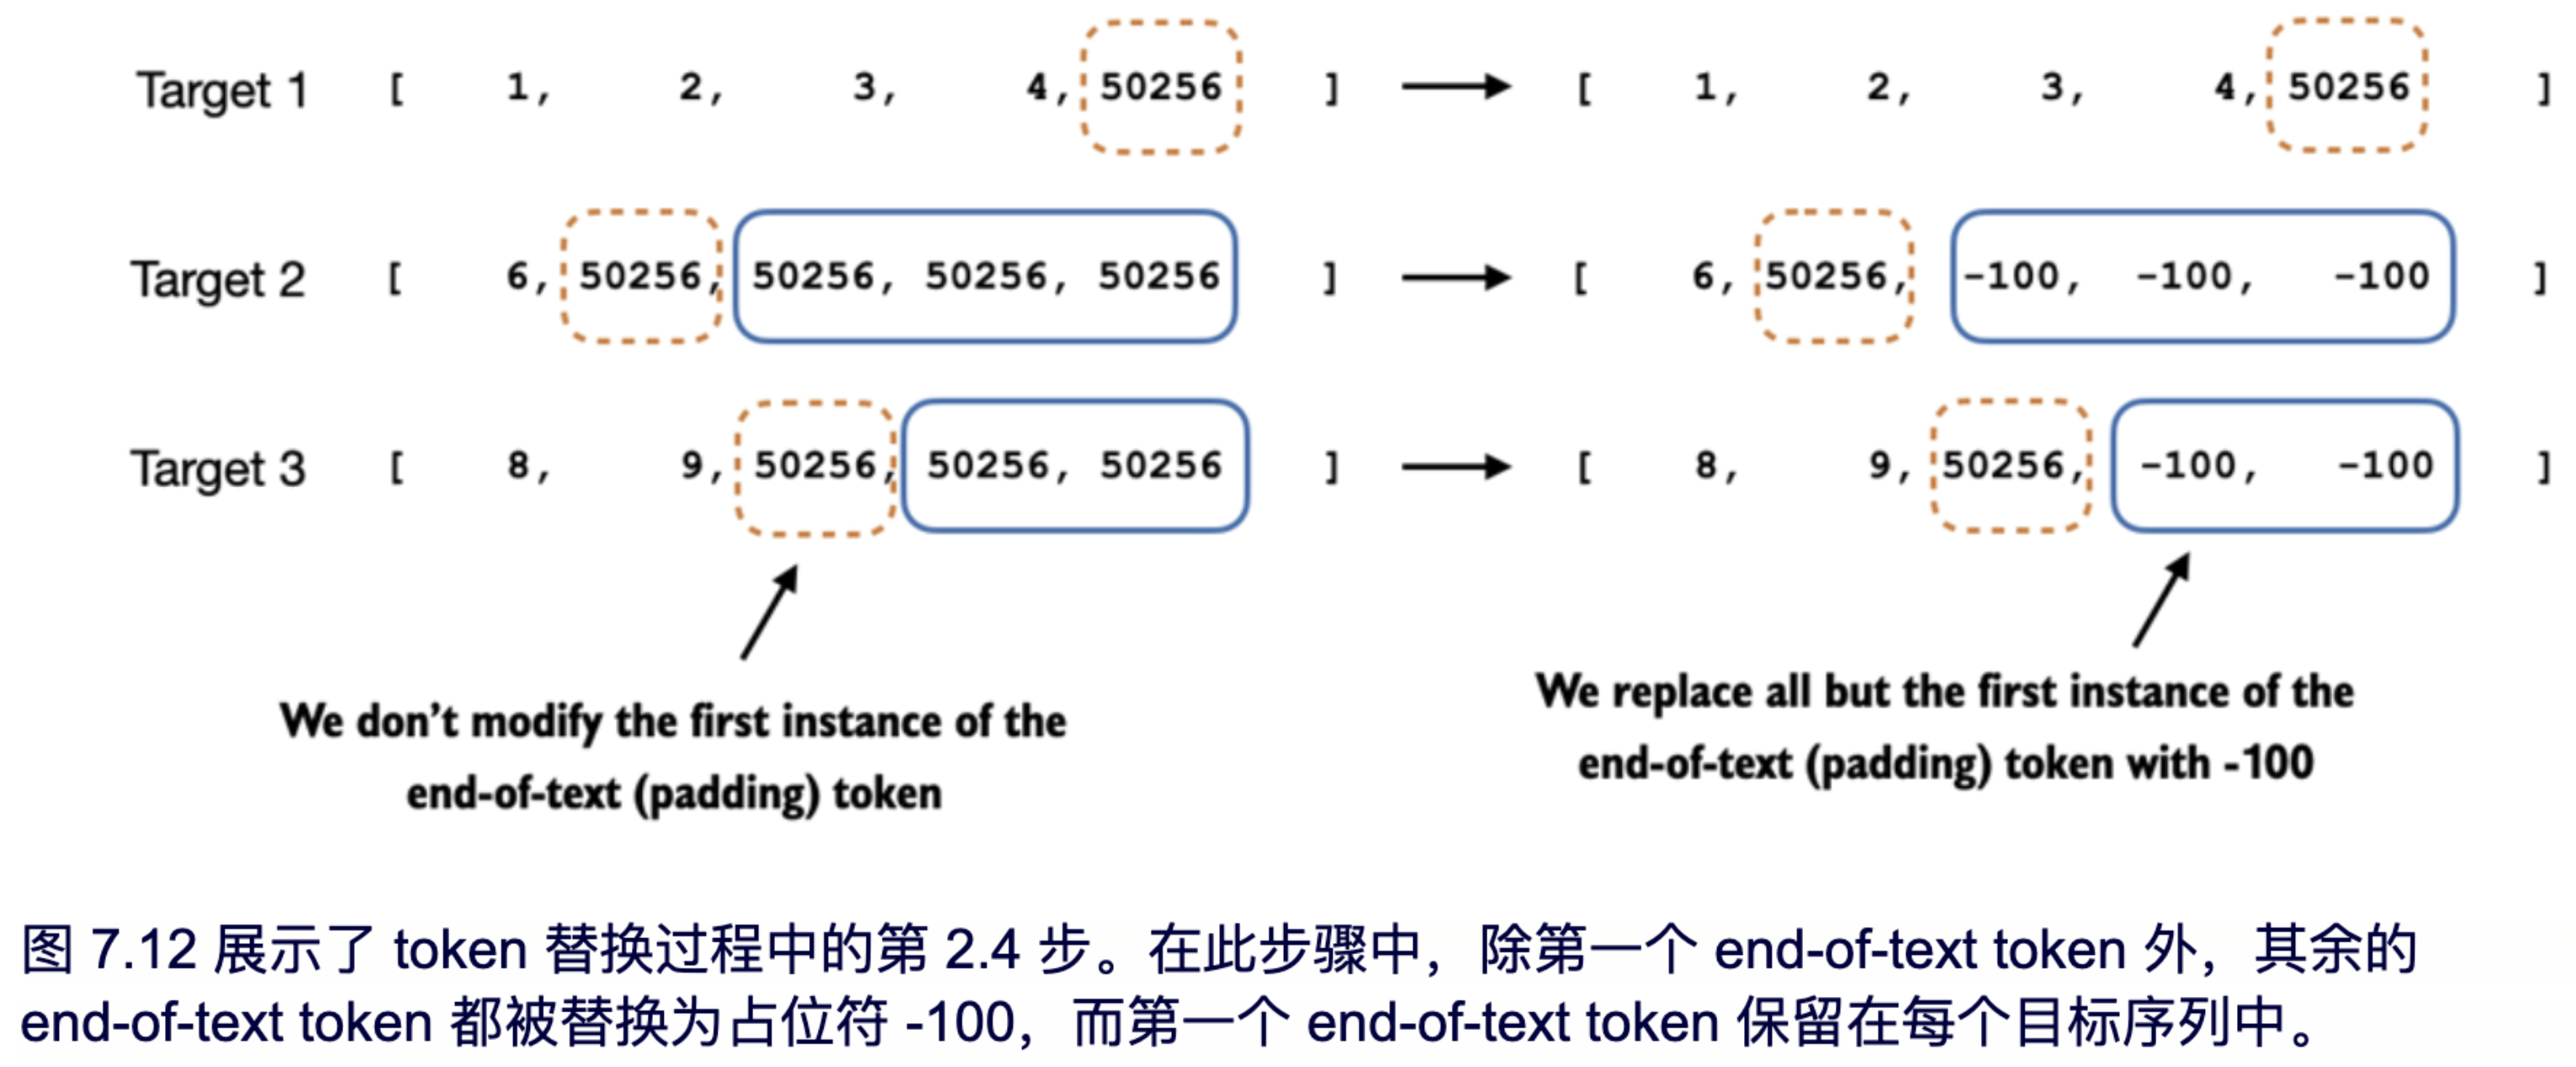 Target 1 [ 1, 2, 3, 4, 50256 ] [ 1, 2, 3, 4, 50256 ]
Target 2 [ 6, 50256, 50256, 50256, 50256 ] [ 6, 50256, -100, -100, -100 ]
Target 3 [ 8, 9, 50256, 50256, 50256 ] [ 8, 9, 50256, -100, -100 ]
We don't modify the first instance of the
end-of-text (padding) token
We replace all but the first instance of the
end-of-text (padding) token with -100
图 7.12 展示了 token 替换过程中的第 2.4 步。在此步骤中，除第一个 end-of-text token 外，其余的
end-of-text token 都被替换为占位符 -100，而第一个 end-of-text token 保留在每个目标序列中。